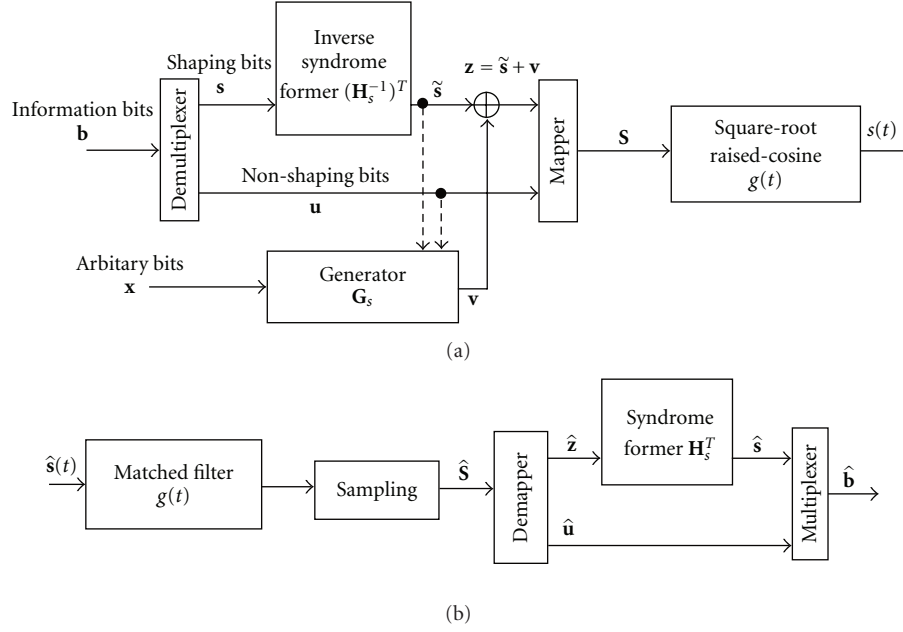 Information bits
b
Demultiplexer
Shaping bits
s
Inverse
syndrome
former (H_s^{-1})^T
s̃
z = s̃ + v
Non-shaping bits
u
Arbitary bits
x
Generator
G_s
v
Mapper
S
Square-root
raised-cosine
g(t)
s(t)
(a)
ŝ(t)
Matched filter
g(t)
Sampling
Ŝ
Demapper
ẑ
û
Syndrome
former H_s^T
ŝ
Multiplexer
b̂
(b)